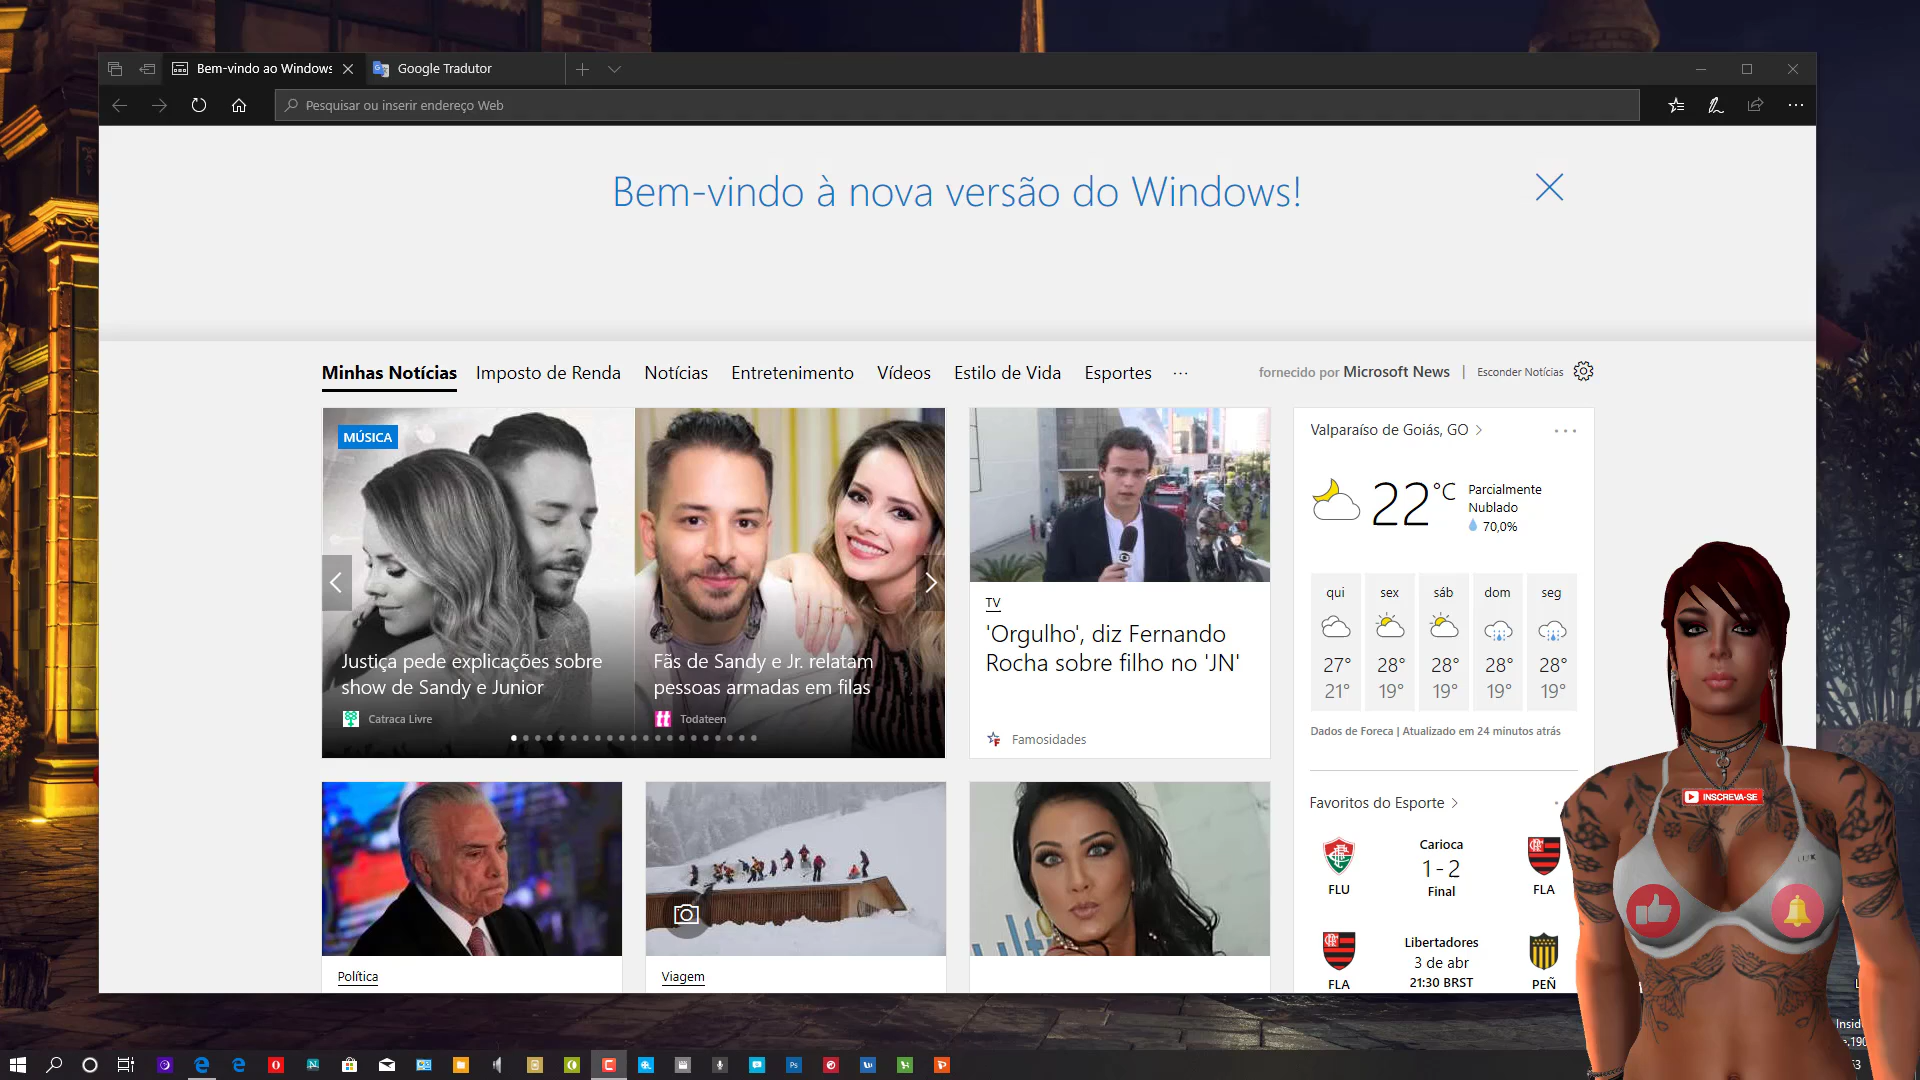 Bem-vindo ao Windows
Google Tradutor
Pesquisar ou inserir endereço Web
Bem-vindo à nova versão do Windows!
Minhas Notícias
Imposto de Renda
Notícias
Entretenimento
Vídeos
Estilo de Vida
Esportes
...
fornecido por Microsoft News
Esconder Notícias
MÚSICA
Justiça pede explicações sobre
show de Sandy e Junior
Catraca Livre
Fãs de Sandy e Jr. relatam
pessoas armadas em filas
Todateen
TV
'Orgulho', diz Fernando
Rocha sobre filho no 'JN'
Famosidades
Valparaíso de Goiás, GO
22°C
Parcialmente
Nublado
70,0%
qui sex sáb dom seg
27° 28° 28° 28° 28°
21° 19° 19° 19° 19°
Dados de Foreca | Atualizado em 24 minutos atrás
Favoritos do Esporte
Carioca
1-2
Final
FLU
FLA
Libertadores
3 de abr
21:30 BRST
FLA
PEÑ
Política
Viagem
INSCREVA-SE
LUX
Insid
.190
53